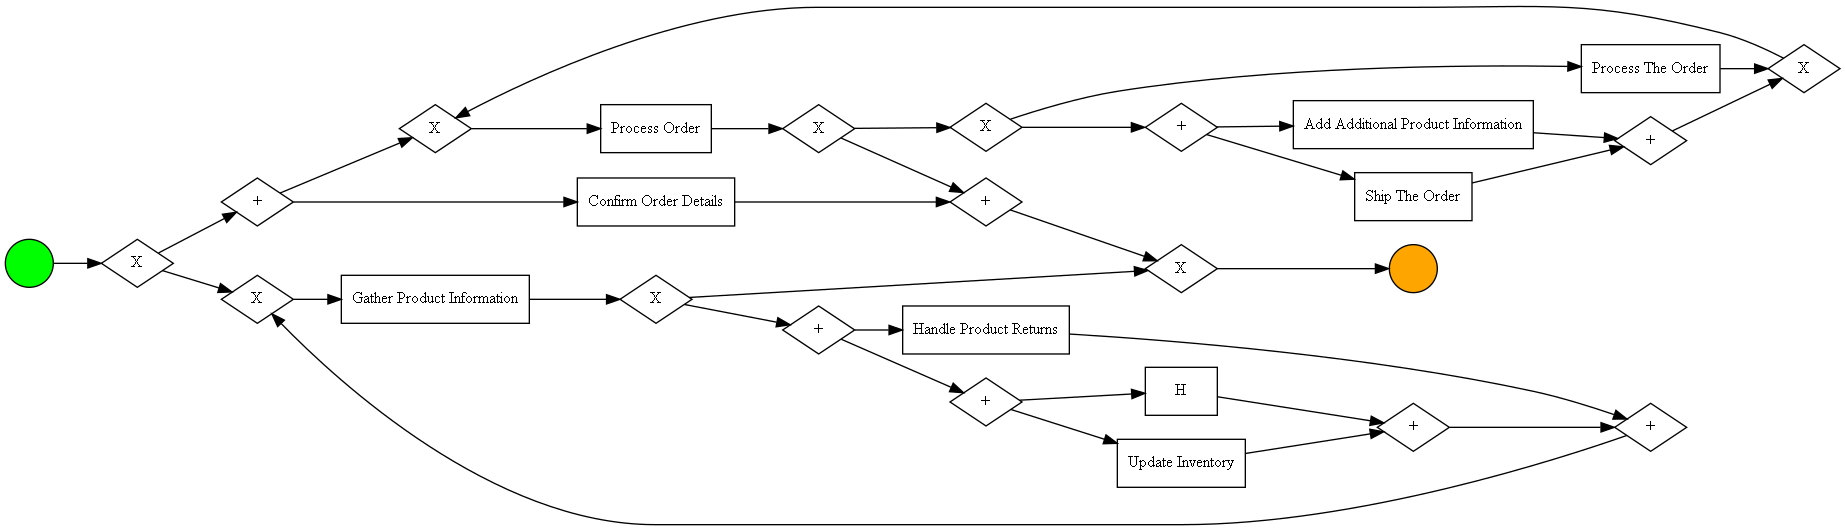 Process The Order
X
X
Process Order
X
X
+
Add Additional Product Information
+
+
Confirm Order Details
+
Ship The Order
X
X
X
Gather Product Information
X
+
Handle Product Returns
+
H
+
+
Update Inventory